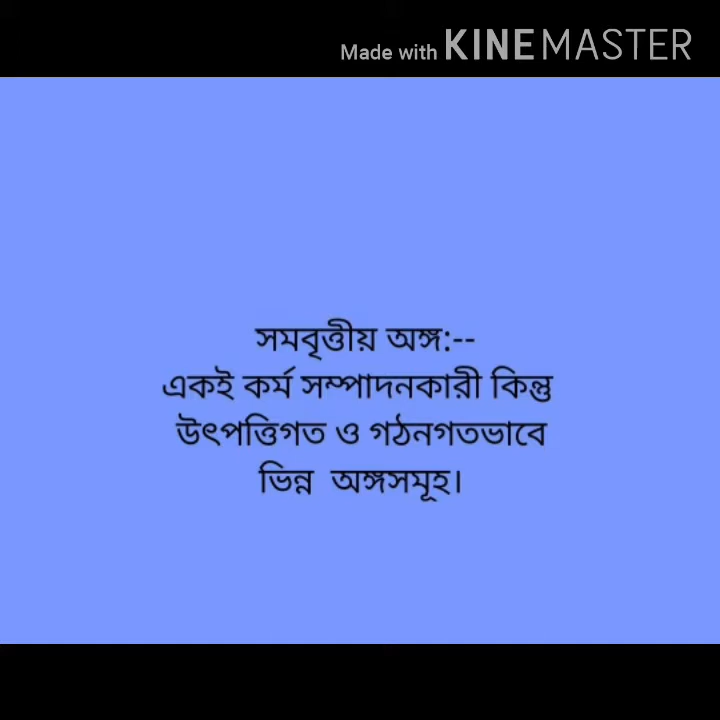 Made with KINEMASTER
সমবৃত্তীয় অঙ্গ:--
একই কর্ম সম্পাদনকারী কিন্তু
উৎপত্তিগত ও গঠনগতভাবে
ভিন্ন অঙ্গসমূহ।